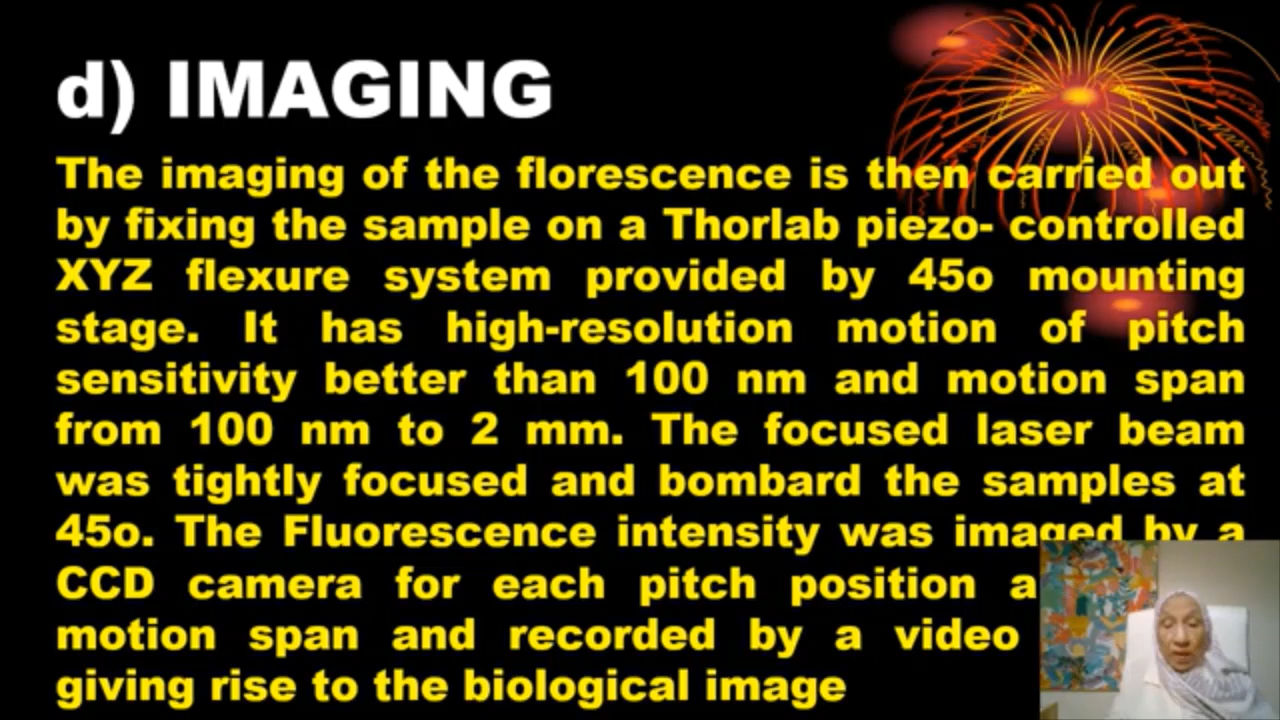 d) IMAGING
The imaging of the florescence is then carried out
by fixing the sample on a Thorlab piezo- controlled
XYZ flexure system provided by 45o mounting
stage. It has high-resolution motion of pitch
sensitivity better than 100 nm and motion span
from 100 nm to 2 mm. The focused laser beam
was tightly focused and bombard the samples at
45o. The Fluorescence intensity was imaged by a
CCD camera for each pitch position
motion span and recorded by a video
giving rise to the biological image